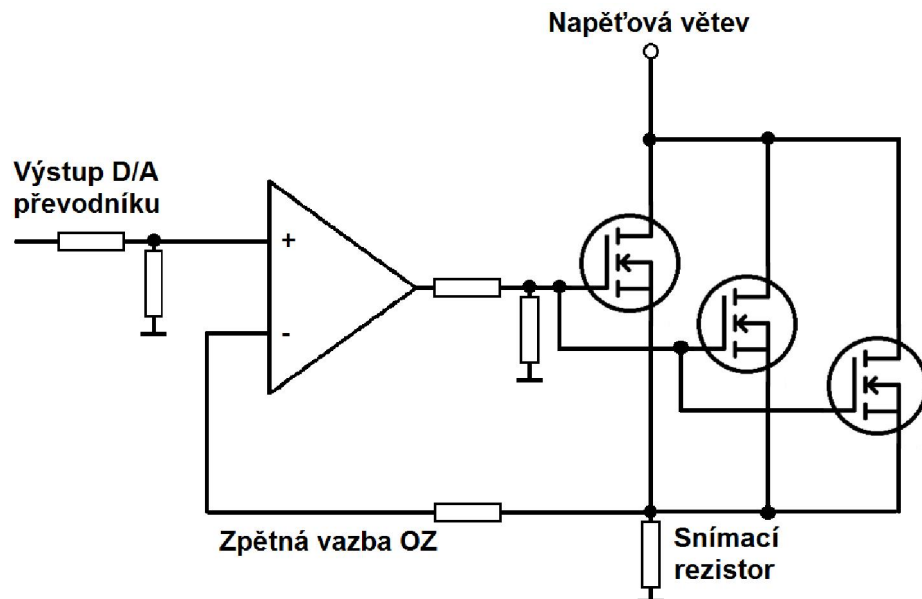 Napěťová větev
Výstup D/A
převodníku
+
-
Zpětná vazba OZ
Snímací
rezistor